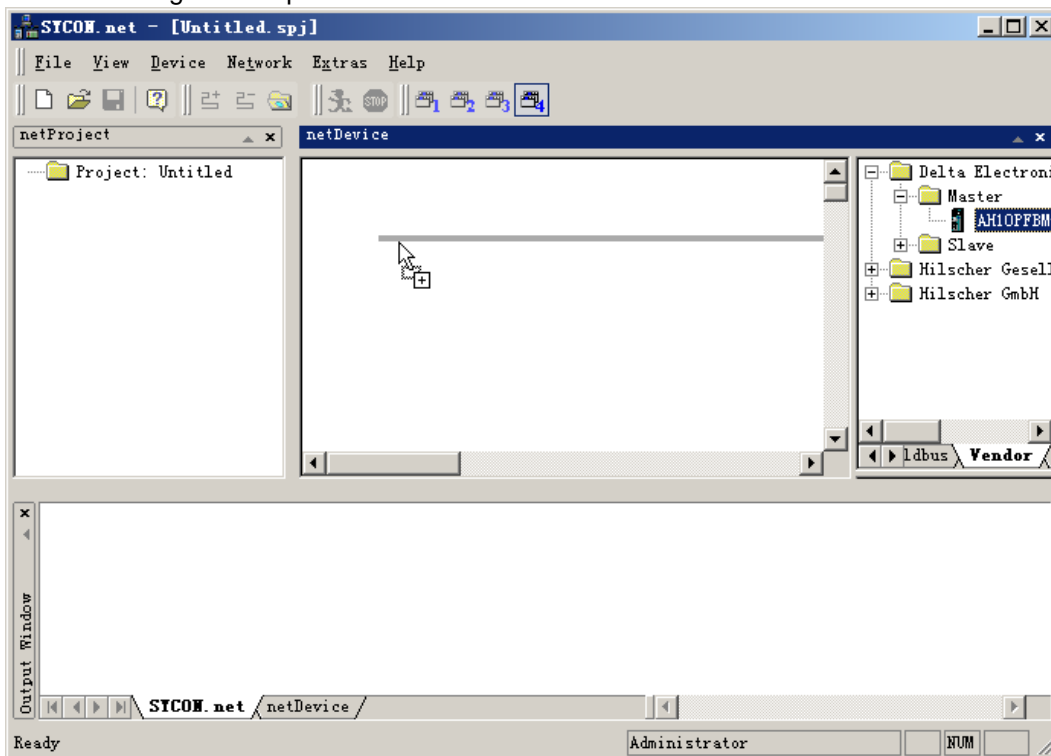 SYCON.net - [Untitled.spj]
File View Device Network Extras Help
netProject
netDevice
Project: Untitled
Delta Electroni
Master
AH10PFBM
Slave
Hilscher Gesell
Hilscher GmbH
ldbus Vendor
Output Window
SYCON.net netDevice
Ready Administrator NUM